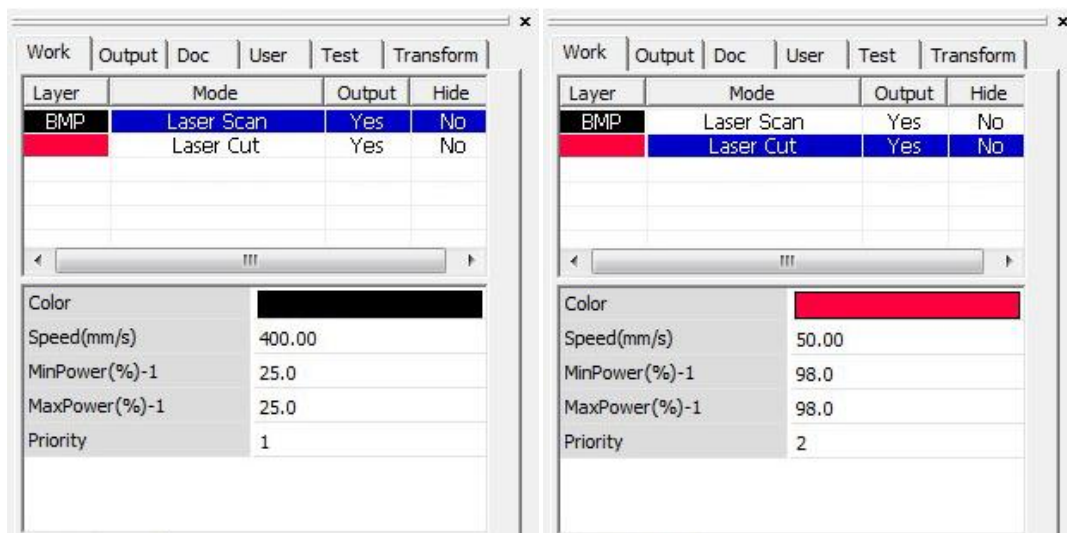 Work Output Doc User Test Transform
Layer Mode Output Hide
BMP Laser Scan Yes No
Laser Cut Yes No
Color
Speed(mm/s) 400.00
MinPower(%)-1 25.0
MaxPower(%)-1 25.0
Priority 1
Work Output Doc User Test Transform
Layer Mode Output Hide
BMP Laser Scan Yes No
Laser Cut Yes No
Color
Speed(mm/s) 50.00
MinPower(%)-1 98.0
MaxPower(%)-1 98.0
Priority 2